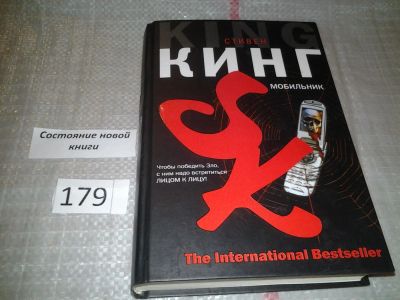 KING
СТИВЕН
КИНГ
МОБИЛЬНИК
SK
Состояние новой
книги
179
Чтобы победить Зло,
с ним надо встретиться
ЛИЦОМ К ЛИЦУ!
The International Bestseller